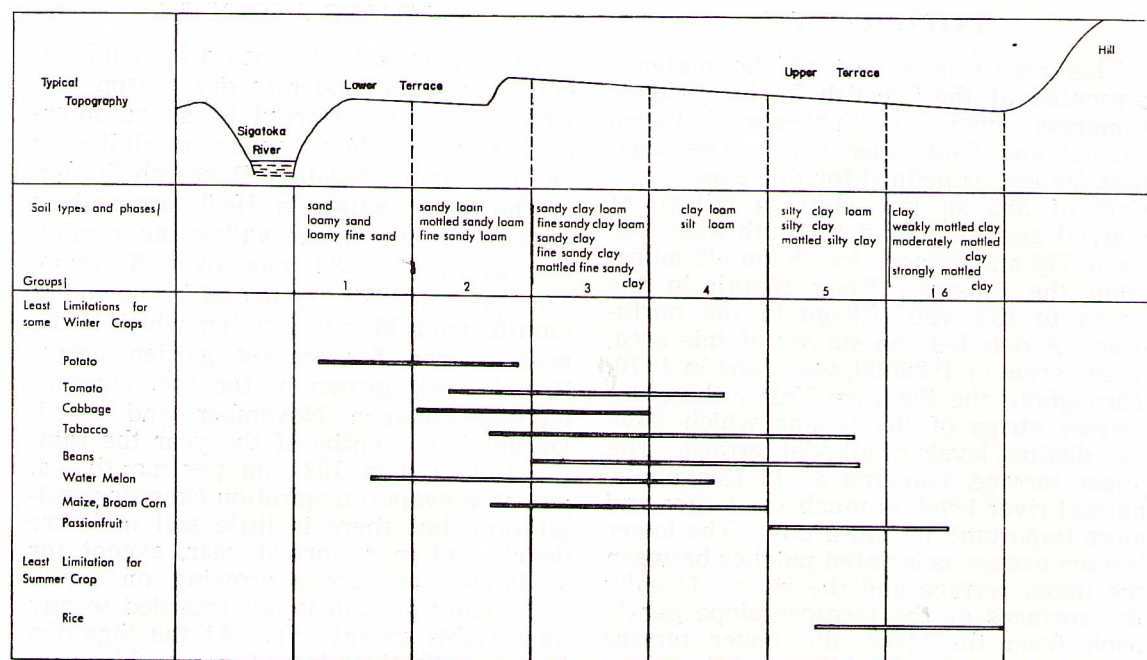 Hill
Typical
Topography
Lower Terrace
Upper Terrace
Sigatoka
River
Soil types and phases
sand
loamy sand
loamy fine sand
sandy loam
mottled sandy loam
fine sandy loam
sandy clay loam
fine sandy clay loam
sandy clay
fine sandy clay
mottled fine sandy
clay
clay loam
silt loam
silty clay loam
silty clay
mottled silty clay
clay
weakly mottled clay
moderately mottled
clay
strongly mottled
clay
Groups
1
2
3
4
5
6
Least Limitations for
some Winter Crops
Potato
Tomato
Cabbage
Tobacco
Beans
Water Melon
Maize, Broom Corn
Passionfruit
Least Limitation for
Summer Crop
Rice